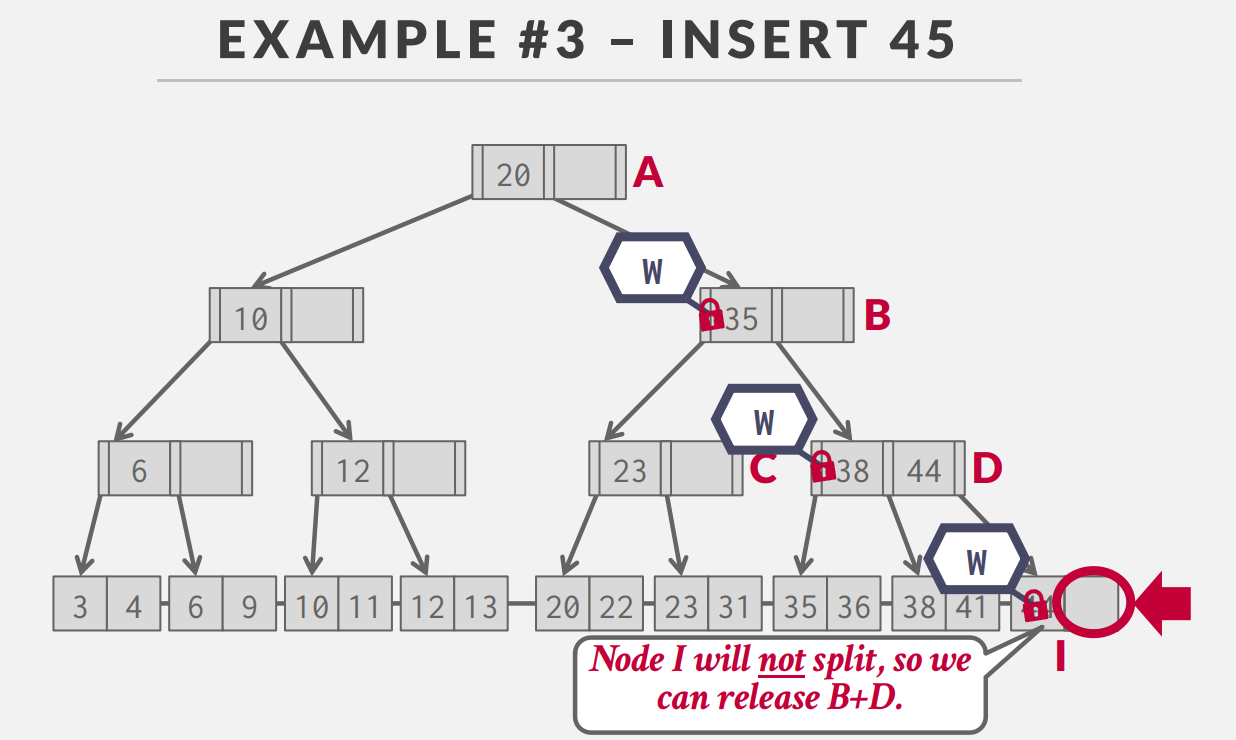 EXAMPLE #3 – INSERT 45
20 A
W
10 35 B
W
6 12 23 C 38 44 D
W
3 4 6 9 10 11 12 13 20 22 23 31 35 36 38 41
I
Node I will not split, so we
can release B+D.